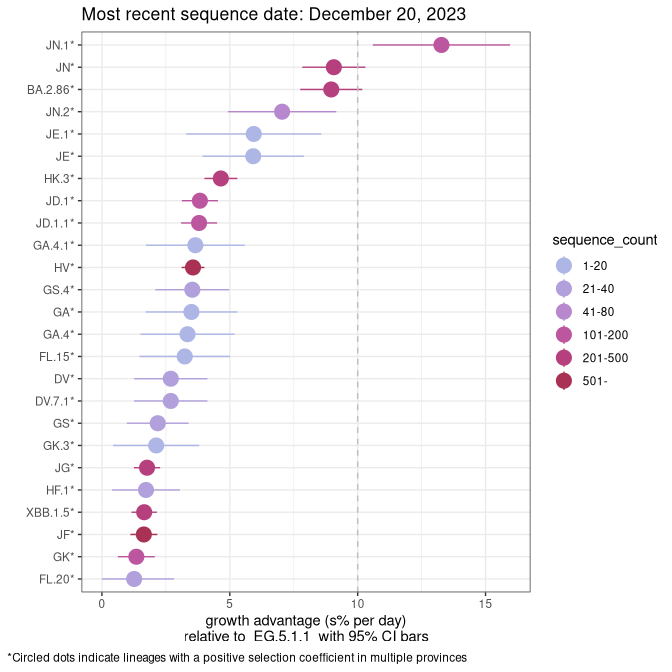 Most recent sequence date: December 20, 2023
JN.1*
JN*
BA.2.86*
JN.2*
JE.1*
JE*
HK.3*
JD.1*
JD.1.1*
GA.4.1*
HV*
GS.4*
GA*
GA.4*
FL.15*
DV*
DV.7.1*
GS*
GK.3*
JG*
HF.1*
XBB.1.5*
JF*
GK*
FL.20*
0 5 10 15
growth advantage (s% per day)
relative to EG.5.1.1 with 95% CI bars
sequence_count
1-20
21-40
41-80
101-200
201-500
501-
*Circled dots indicate lineages with a positive selection coefficient in multiple provinces